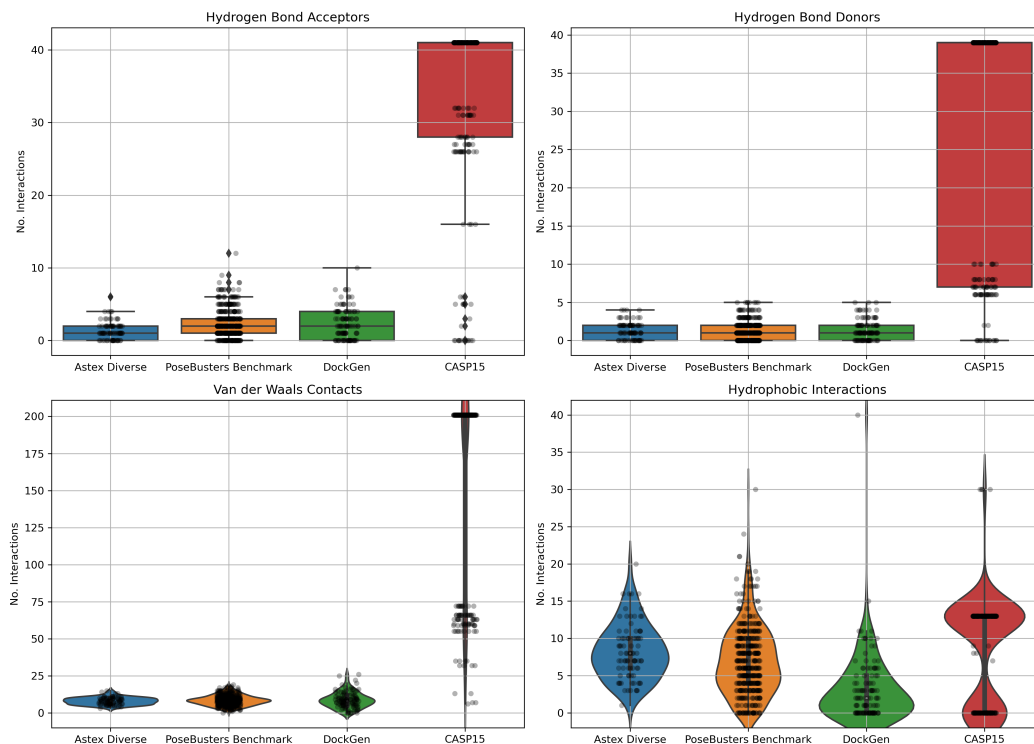 Hydrogen Bond Acceptors
No. Interactions
40
30
20
10
0
Astex Diverse PoseBusters Benchmark DockGen CASP15
Hydrogen Bond Donors
No. Interactions
40
35
30
25
20
15
10
5
0
Astex Diverse PoseBusters Benchmark DockGen CASP15
Van der Waals Contacts
No. Interactions
200
175
150
125
100
75
50
25
0
Astex Diverse PoseBusters Benchmark DockGen CASP15
Hydrophobic Interactions
No. Interactions
40
35
30
25
20
15
10
5
0
Astex Diverse PoseBusters Benchmark DockGen CASP15